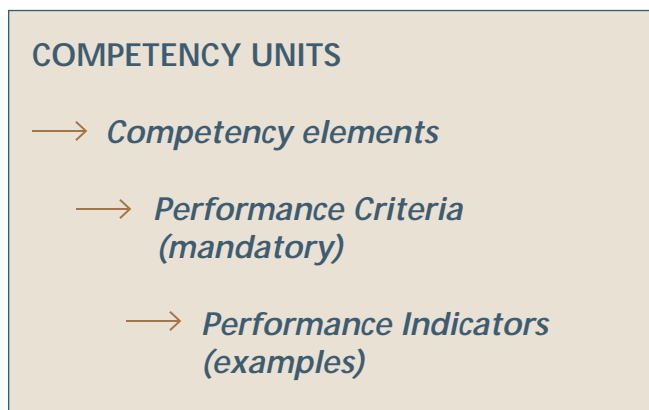 COMPETENCY UNITS
Competency elements
Performance Criteria
(mandatory)
Performance Indicators
(examples)